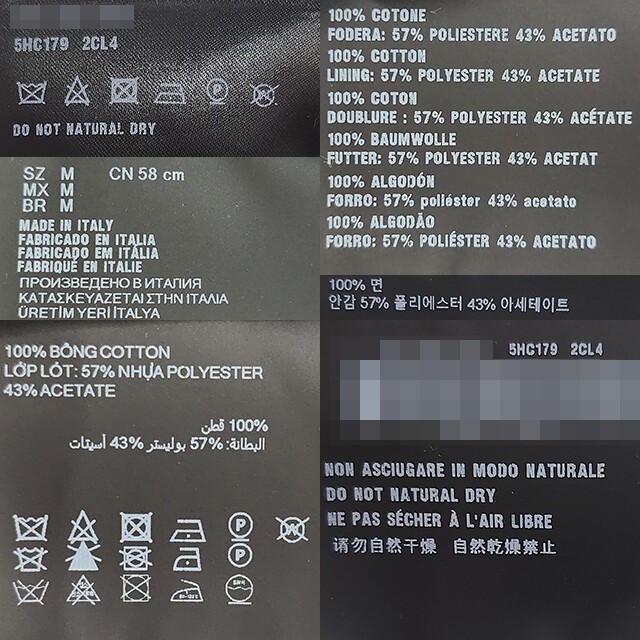 5HC179 2CL4
DO NOT NATURAL DRY
SZ M CN 58 cm
MX M
BR M
MADE IN ITALY
FABRICADO EN ITALIA
FABRICADO EM ITÁLIA
FABRIQUÉ EN ITALIE
ПРОИЗВЕДЕНО В ИТАЛИЯ
ΚΑΤΑΣΚΕΥΑΖΕΤΑΙ ΣΤΗΝ ΙΤΑΛΙΑ
ÜRETİM YERİ İTALYA
100% BÔNG COTTON
LỚP LÓT: 57% NHỰA POLYESTER
43% ACETATE
100% قطن
البطانة: 57% بوليستر 43% أسيتات
P
P
P
100% COTONE
FODERA: 57% POLIESTERE 43% ACETATO
100% COTTON
LINING: 57% POLYESTER 43% ACETATE
100% COTON
DOUBLURE : 57% POLYESTER 43% ACÉTATE
100% BAUMWOLLE
FUTTER: 57% POLYESTER 43% ACETAT
100% ALGODÓN
FORRO: 57% poliéster 43% acetato
100% ALGODÃO
FORRO: 57% POLIÉSTER 43% ACETATO
100% 면
안감 57% 폴리에스터 43% 아세테이트
5HC179 2CL4
NON ASCIUGARE IN MODO NATURALE
DO NOT NATURAL DRY
NE PAS SÉCHER À L'AIR LIBRE
请勿自然干燥 自然乾燥禁止